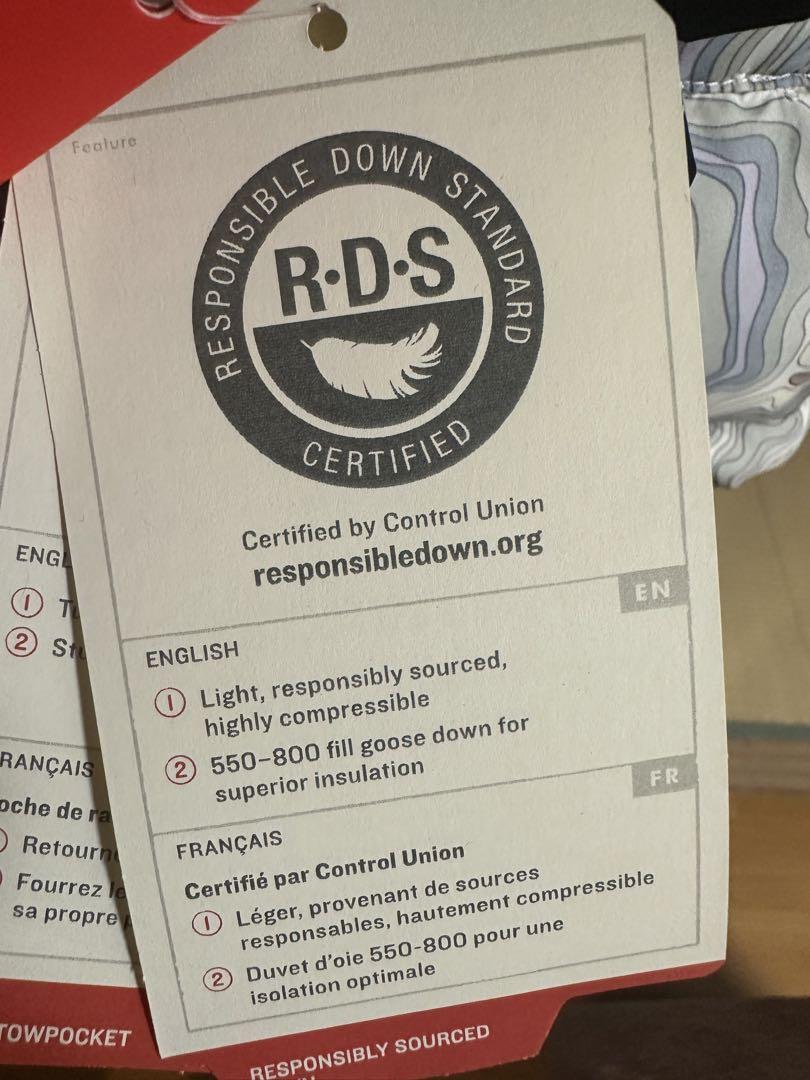 Feature
RESPONSIBLE DOWN STANDARD
R·D·S
CERTIFIED
Certified by Control Union
responsibledown.org
EN
ENGLISH
1 Light, responsibly sourced,
highly compressible
2 550–800 fill goose down for
superior insulation
FR
FRANÇAIS
Certifié par Control Union
1 Léger, provenant de sources
responsables, hautement compressible
2 Duvet d'oie 550-800 pour une
isolation optimale
RESPONSIBLY SOURCED
ENGL
1
2
RANÇAIS
oche de ra
Retourn
Fourrez
sa propre
TOWPOCKET